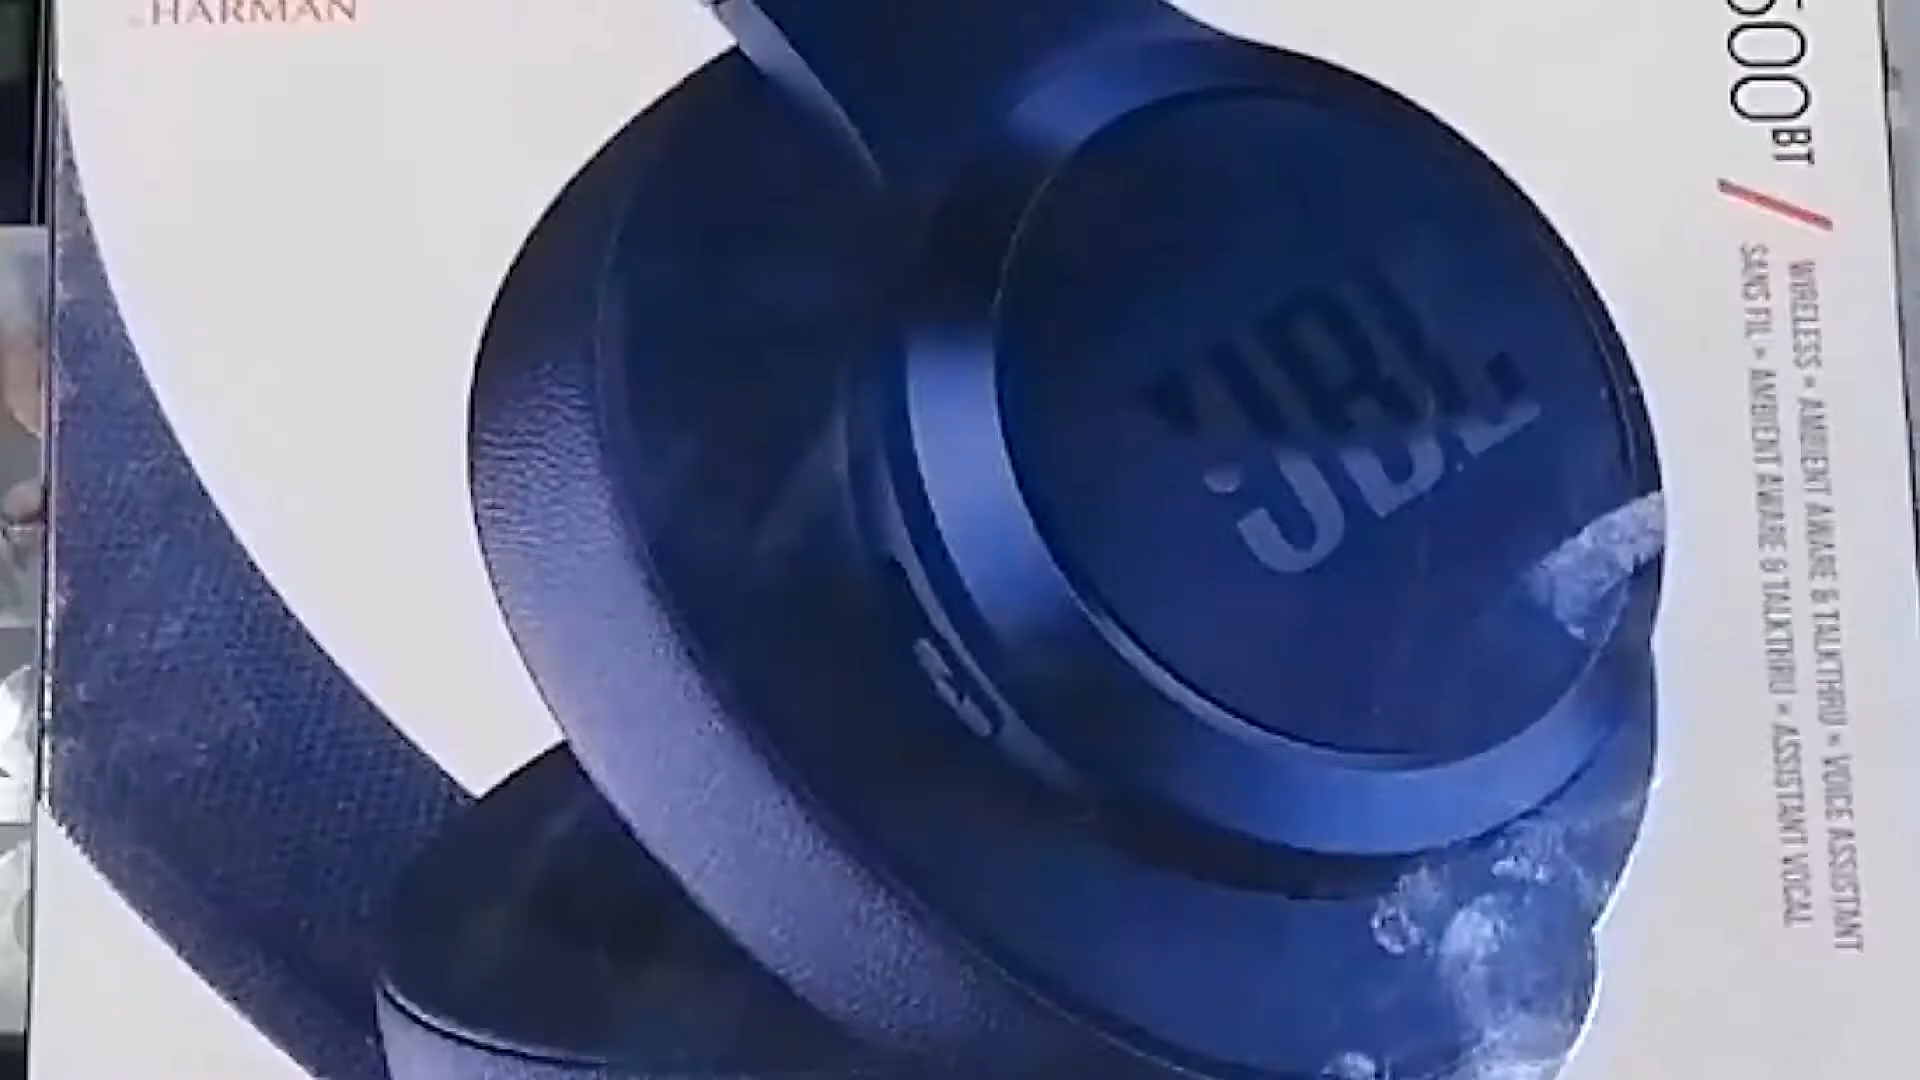 HARMAN
500BT
WIRELESS • AMBIENT AWARE & TALKTHRU • VOICE ASSISTANT
SANS FIL • AMBIENT AWARE & TALKTHRU • ASSISTANT VOCAL
JBL